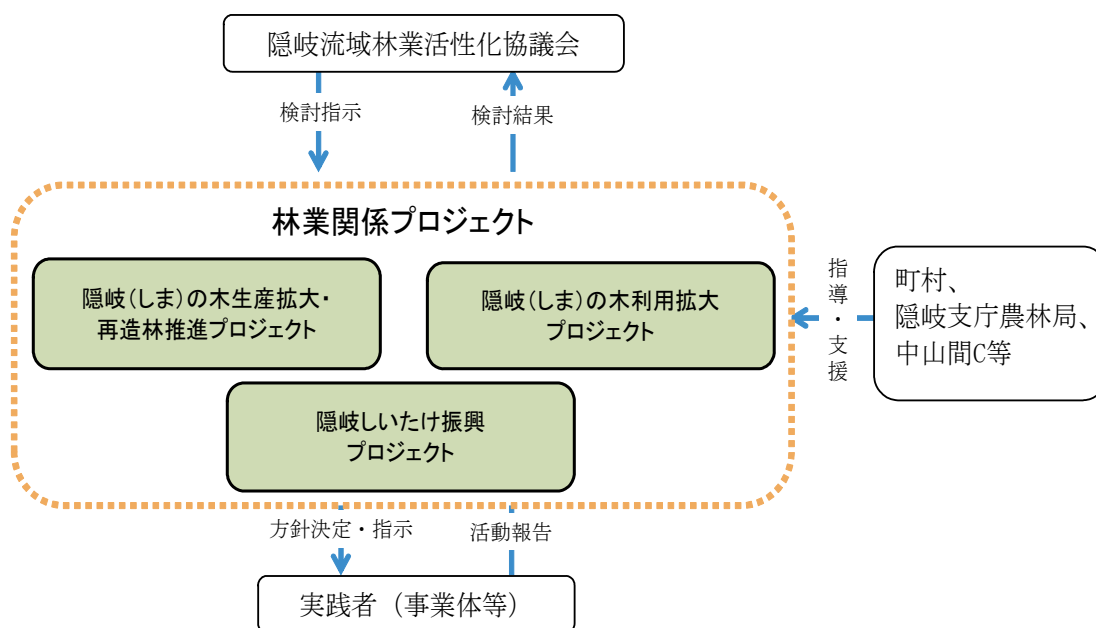 隠岐流域林業活性化協議会
検討指示
検討結果
林業関係プロジェクト
隠岐(しま)の木生産拡大・
再造林推進プロジェクト
隠岐(しま)の木利用拡大
プロジェクト
隠岐しいたけ振興
プロジェクト
指導・支援
町村、
隠岐支庁農林局、
中山間C等
方針決定・指示
活動報告
実践者（事業体等）